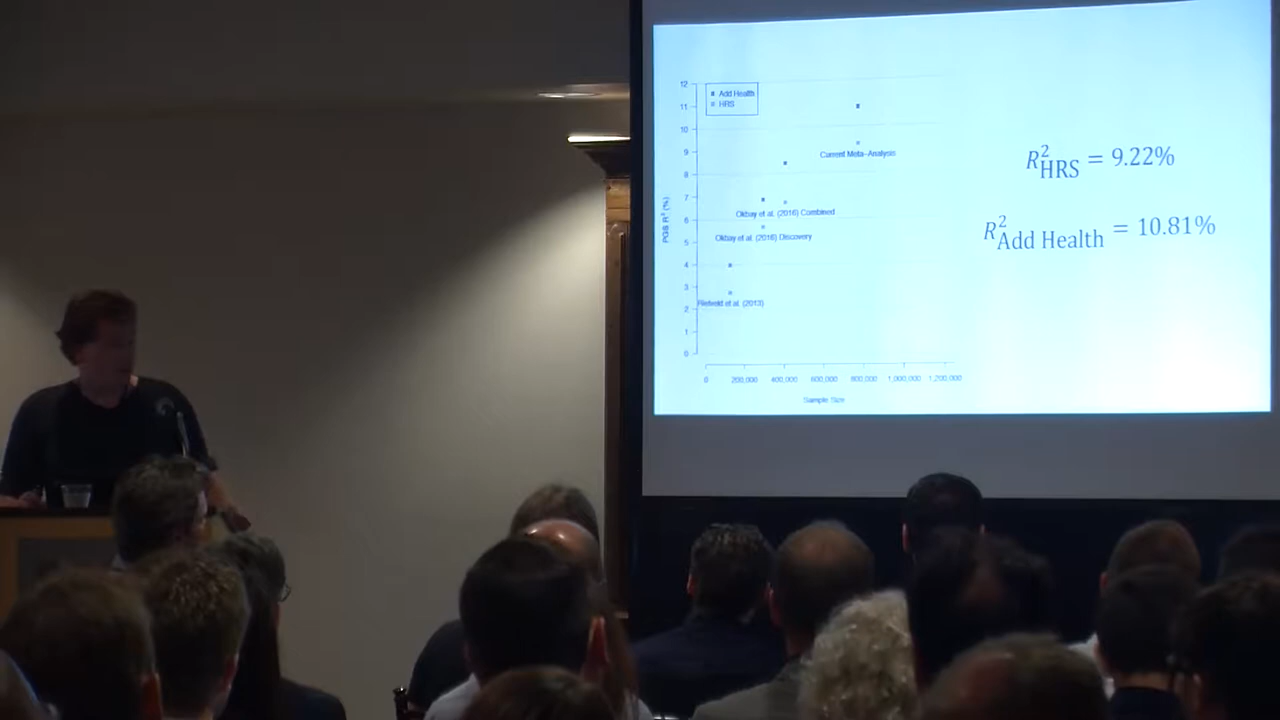 12
11
10
9
8
7
6
5
4
3
2
1
0
PGS R² (%)
Add Health
HRS
Current Meta-Analysis
Okbay et al. (2016) Combined
Okbay et al. (2016) Discovery
Rietveld et al. (2013)
0 200,000 400,000 600,000 800,000 1,000,000 1,200,000
Sample Size
R²HRS = 9.22%
R²Add Health = 10.81%